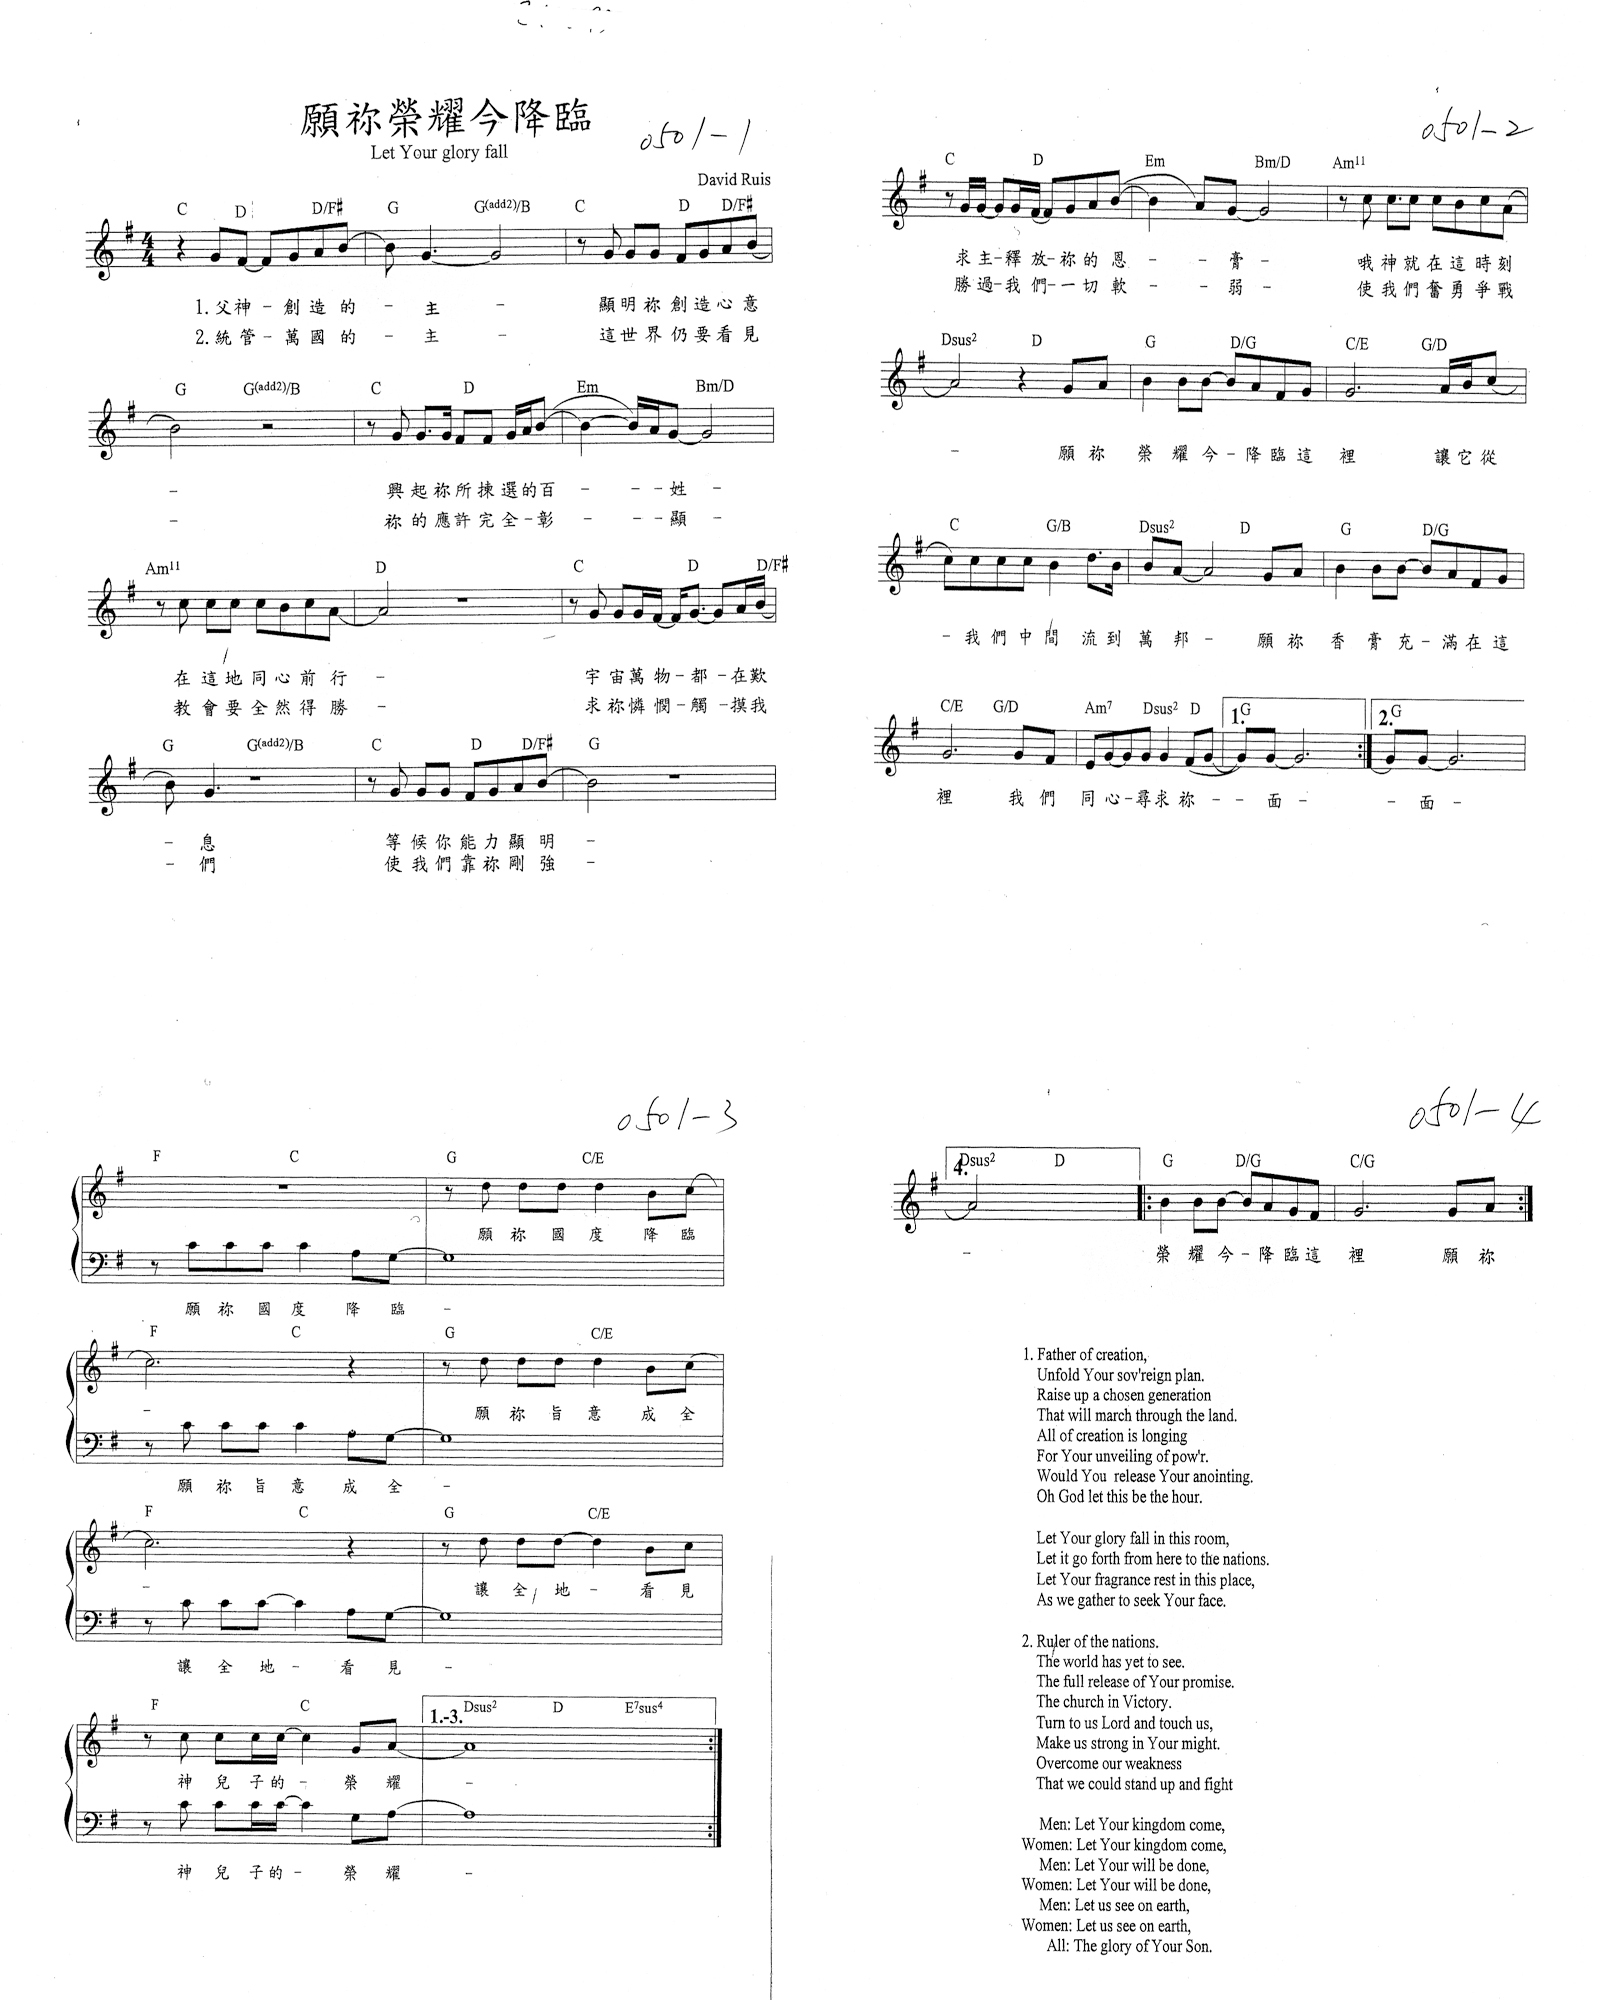 願祢榮耀今降臨
Let Your glory fall
0501-1
David Ruis
C D D/F# G G(add2)/B C D D/F#
4/4
1.父神-創造的 - 主 - 顯明祢創造心意
2.統管-萬國的 - 主 - 這世界仍要看見
G G(add2)/B C D Em Bm/D
- 興起祢所揀選的百 - - - 姓 -
- 祢的應許完全-彰 - - - 顯 -
Am11 D C D D/F#
在這地同心前行 - 宇宙萬物-都-在歎
教會要全然得勝 - 求祢憐憫-觸-摸我
G G(add2)/B C D D/F# G
- 息 等候你能力顯明 -
- 們 使我們靠祢剛強 -
0501-2
C D Em Bm/D Am11
求主-釋放-祢的恩 - - 膏 - 哦神就在這時刻
勝過-我們-一切軟 - - 弱 - 使我們奮勇爭戰
Dsus2 D G D/G C/E G/D
- 願祢 榮耀今-降臨這 裡 讓它從
C G/B Dsus2 D G D/G
-我們中間 流到萬邦- 願祢 香膏充-滿在這
C/E G/D Am7 Dsus2 D 1. G 2. G
裡 我們 同心-尋求祢 - - 面 - - 面 -
0501-3
F C G C/E
願祢國度 降臨
願祢國度 降臨 -
F C G C/E
- 願祢旨意 成全
願祢旨意 成全 -
F C G C/E
- 讓全地- 看見
讓全地- 看見 -
F C 1.-3. Dsus2 D E7sus4
神兒子的- 榮耀 -
神兒子的- 榮耀 -
0501-4
4. Dsus2 D G D/G C/G
- 榮耀今-降臨這 裡 願祢
1. Father of creation,
Unfold Your sov'reign plan.
Raise up a chosen generation
That will march through the land.
All of creation is longing
For Your unveiling of pow'r.
Would You release Your anointing.
Oh God let this be the hour.
Let Your glory fall in this room,
Let it go forth from here to the nations.
Let Your fragrance rest in this place,
As we gather to seek Your face.
2. Ruler of the nations.
The world has yet to see.
The full release of Your promise.
The church in Victory.
Turn to us Lord and touch us,
Make us strong in Your might.
Overcome our weakness
That we could stand up and fight
Men: Let Your kingdom come,
Women: Let Your kingdom come,
Men: Let Your will be done,
Women: Let Your will be done,
Men: Let us see on earth,
Women: Let us see on earth,
All: The glory of Your Son.